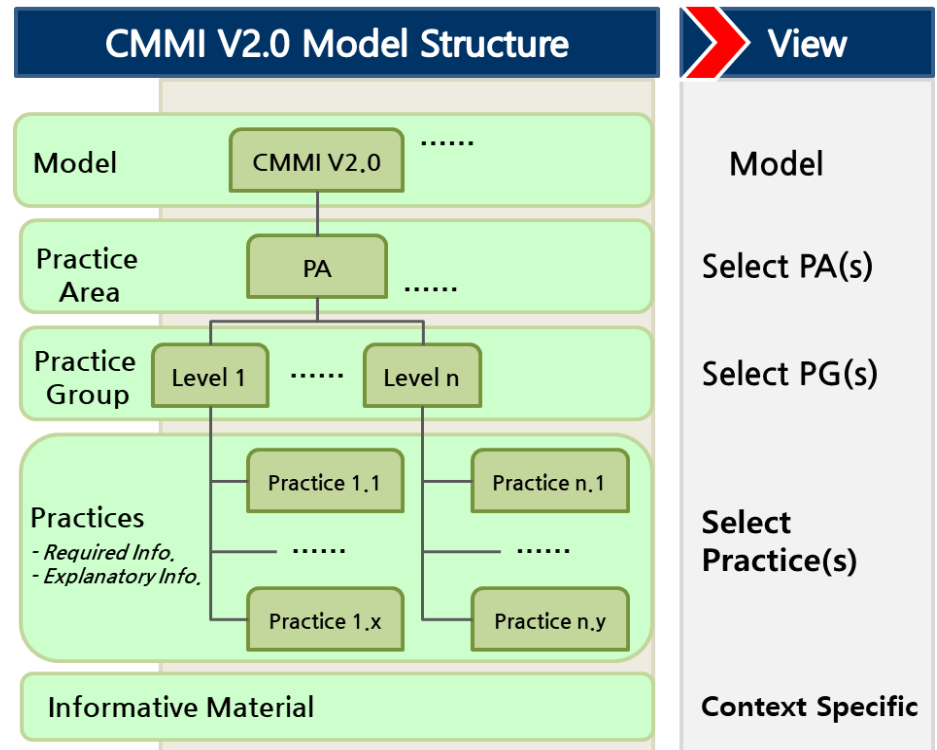 CMMI V2.0 Model Structure
View
Model
CMMI V2.0
......
Model
Practice
Area
PA
......
Select PA(s)
Practice
Group
Level 1
......
Level n
Select PG(s)
Practices
- Required Info.
- Explanatory Info.
Practice 1.1
......
Practice 1.x
Practice n.1
......
Practice n.y
Select
Practice(s)
Informative Material
Context Specific